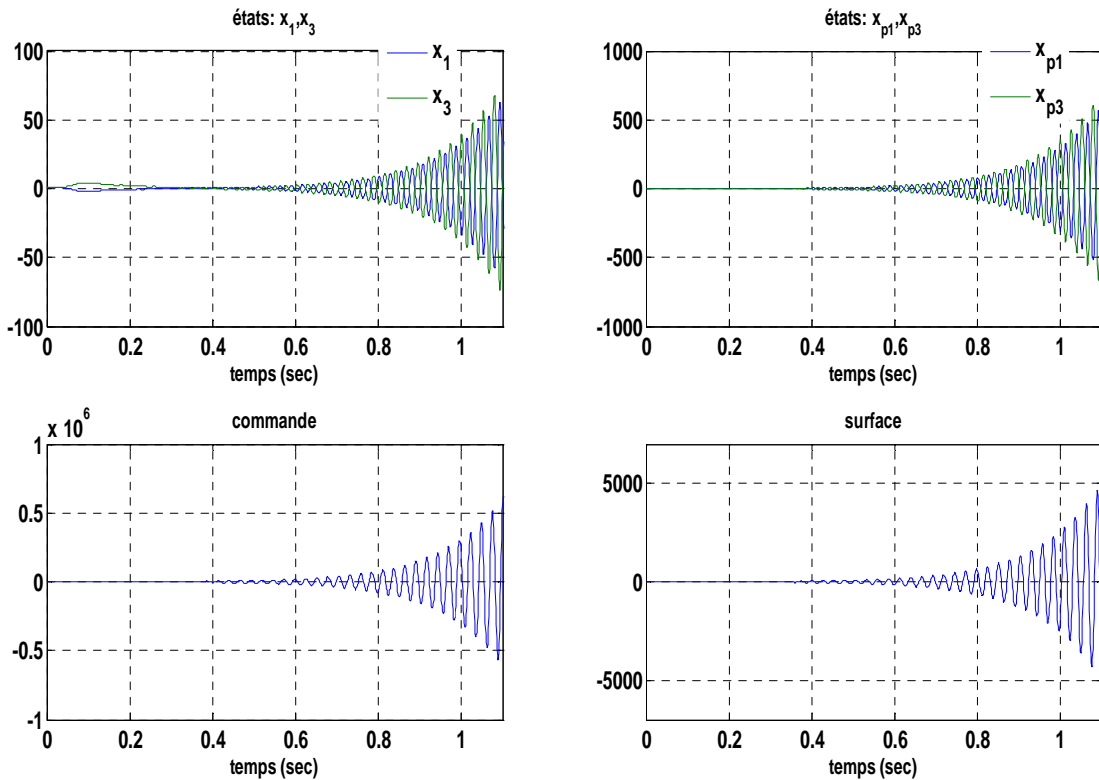 états: x1,x3
100
50
0
-50
-100
x1
x3
0 0.2 0.4 0.6 0.8 1
temps (sec)
états: xp1,xp3
1000
500
0
-500
-1000
xp1
xp3
0 0.2 0.4 0.6 0.8 1
temps (sec)
commande
x 10^6
1
0.5
0
-0.5
-1
0 0.2 0.4 0.6 0.8 1
temps (sec)
surface
5000
0
-5000
0 0.2 0.4 0.6 0.8 1
temps (sec)